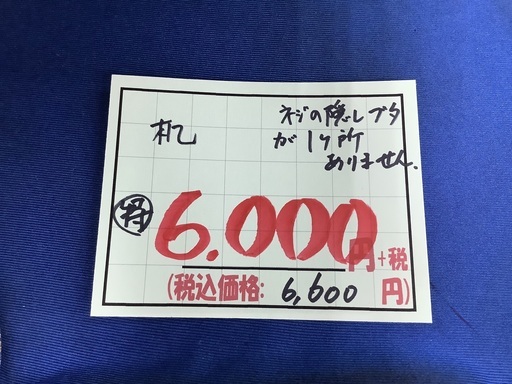 机
ネジの隠しブタ
が1ヶ所
ありません.
特 6.000円+税
(税込価格: 6,600 円)